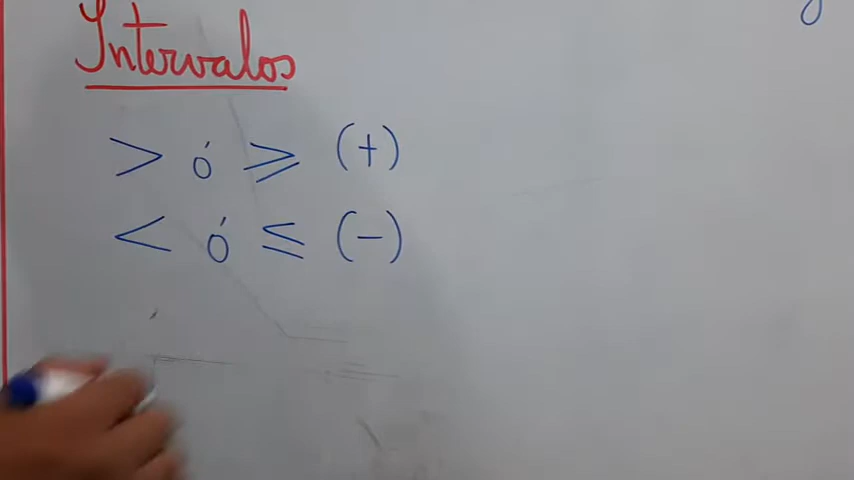 Intervalos
> ó ≥ (+)
< ó ≤ (−)